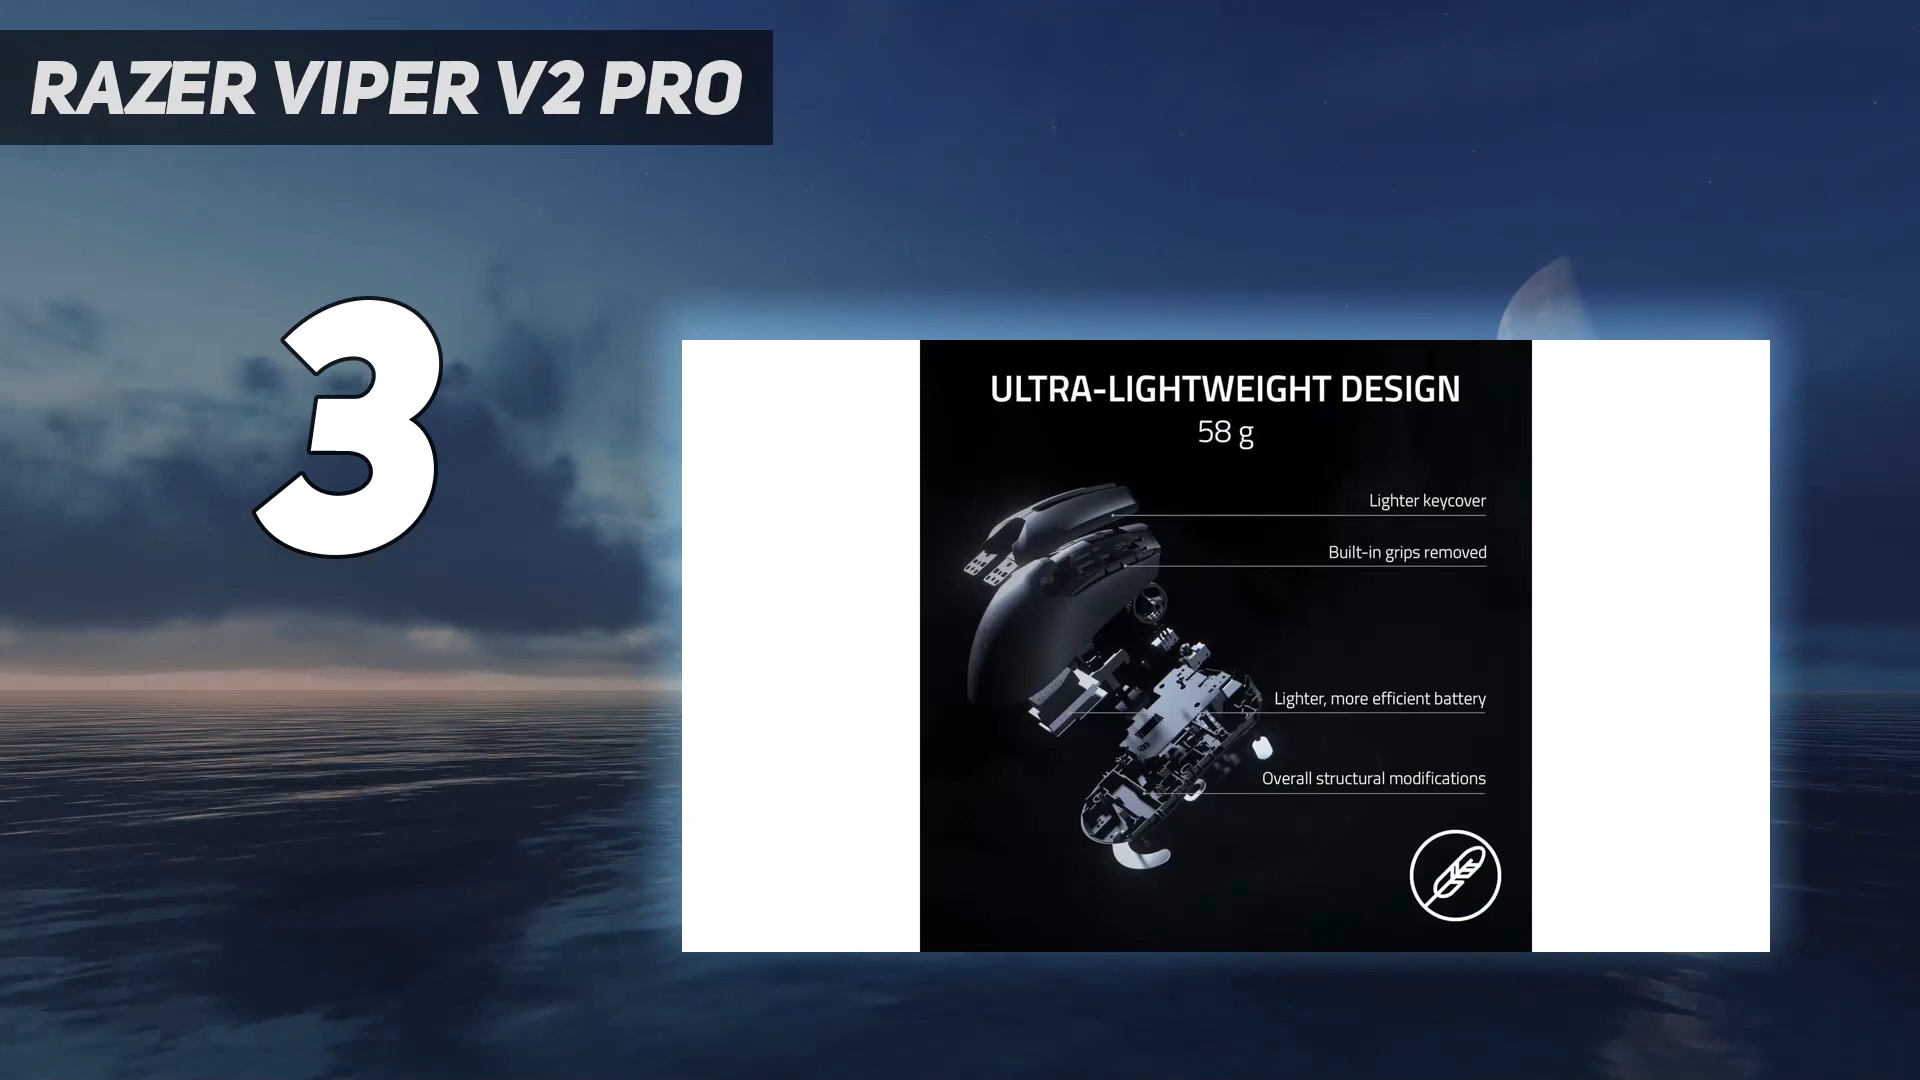 RAZER VIPER V2 PRO
3
ULTRA-LIGHTWEIGHT DESIGN
58 g
Lighter keycover
Built-in grips removed
Lighter, more efficient battery
Overall structural modifications